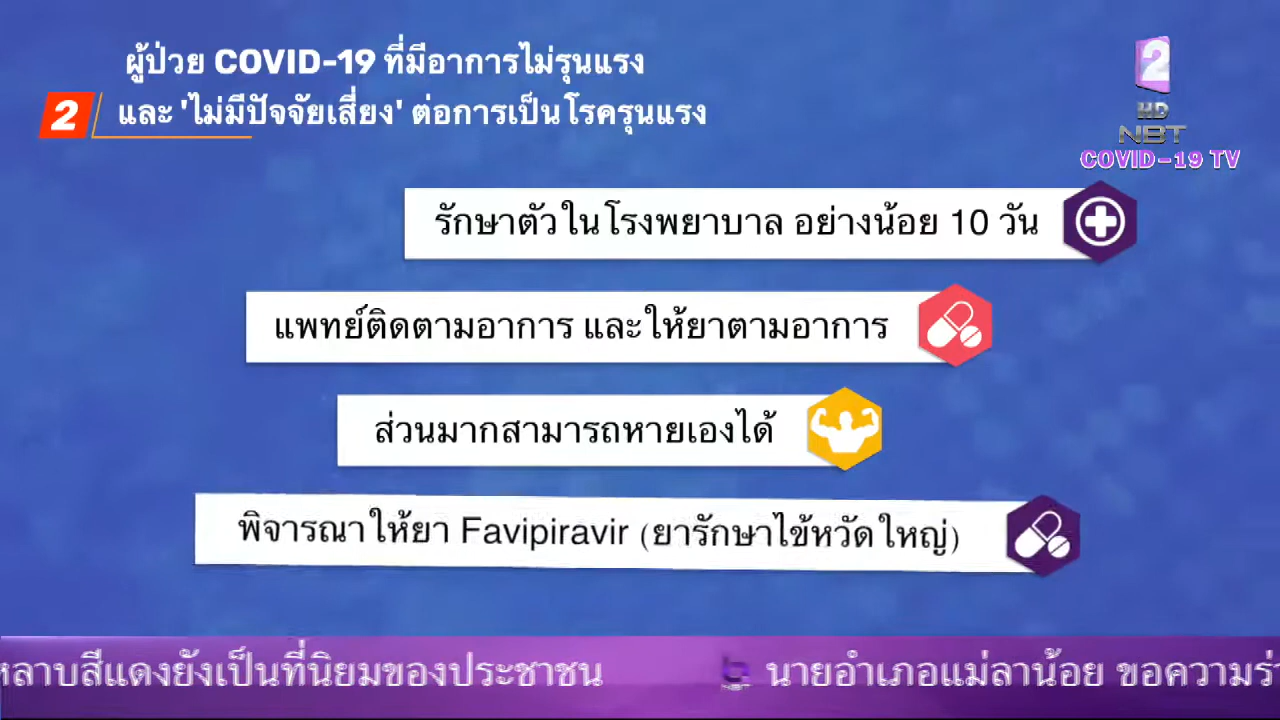 ผู้ป่วย COVID-19 ที่มีอาการไม่รุนแรง
2 และ 'ไม่มีปัจจัยเสี่ยง' ต่อการเป็นโรครุนแรง
2
HD
NBT
COVID-19 TV
รักษาตัวในโรงพยาบาล อย่างน้อย 10 วัน
แพทย์ติดตามอาการ และให้ยาตามอาการ
ส่วนมากสามารถหายเองได้
พิจารณาให้ยา Favipiravir (ยารักษาไข้หวัดใหญ่)
หลาบสีแดงยังเป็นที่นิยมของประชาชน นายอำเภอแม่ลาน้อย ขอความร่ว